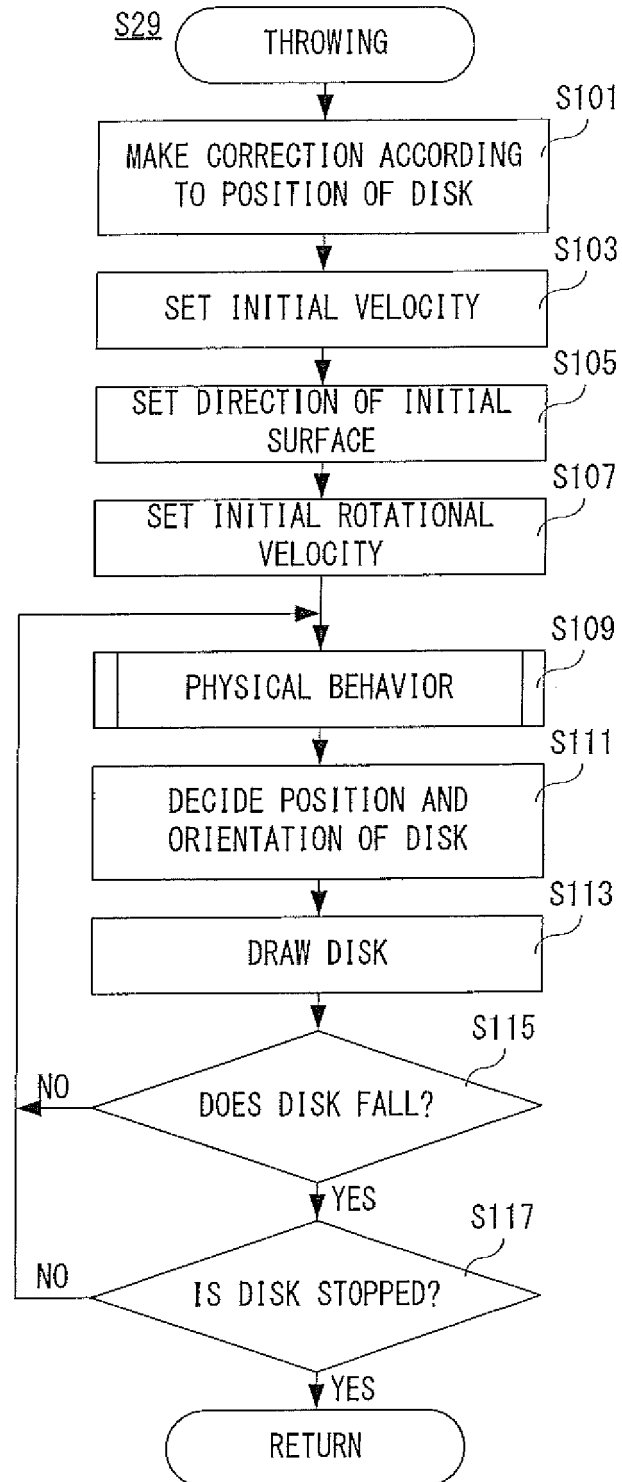 S29
THROWING
S101
MAKE CORRECTION ACCORDING
TO POSITION OF DISK
S103
SET INITIAL VELOCITY
S105
SET DIRECTION OF INITIAL
SURFACE
S107
SET INITIAL ROTATIONAL
VELOCITY
S109
PHYSICAL BEHAVIOR
S111
DECIDE POSITION AND
ORIENTATION OF DISK
S113
DRAW DISK
S115
NO
DOES DISK FALL?
YES
S117
NO
IS DISK STOPPED?
YES
RETURN